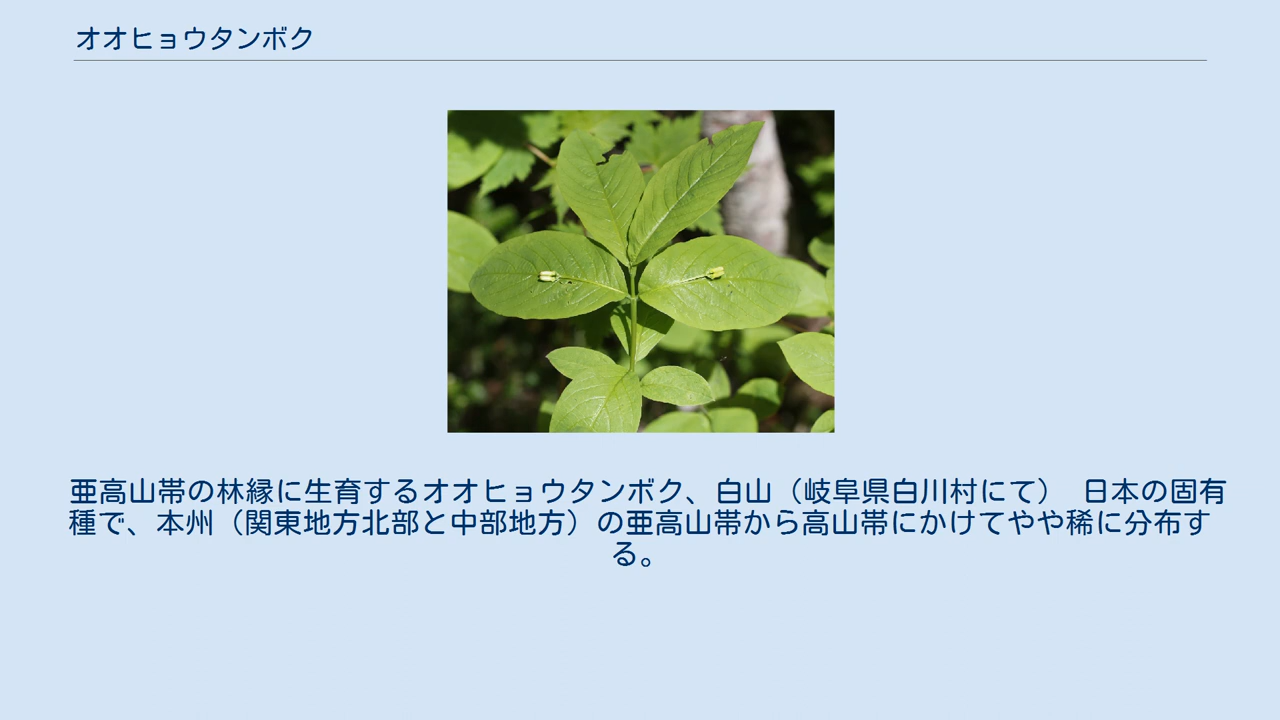 オオヒョウタンボク
亜高山帯の林縁に生育するオオヒョウタンボク、白山（岐阜県白川村にて）　日本の固有
種で、本州（関東地方北部と中部地方）の亜高山帯から高山帯にかけてやや稀に分布す
る。